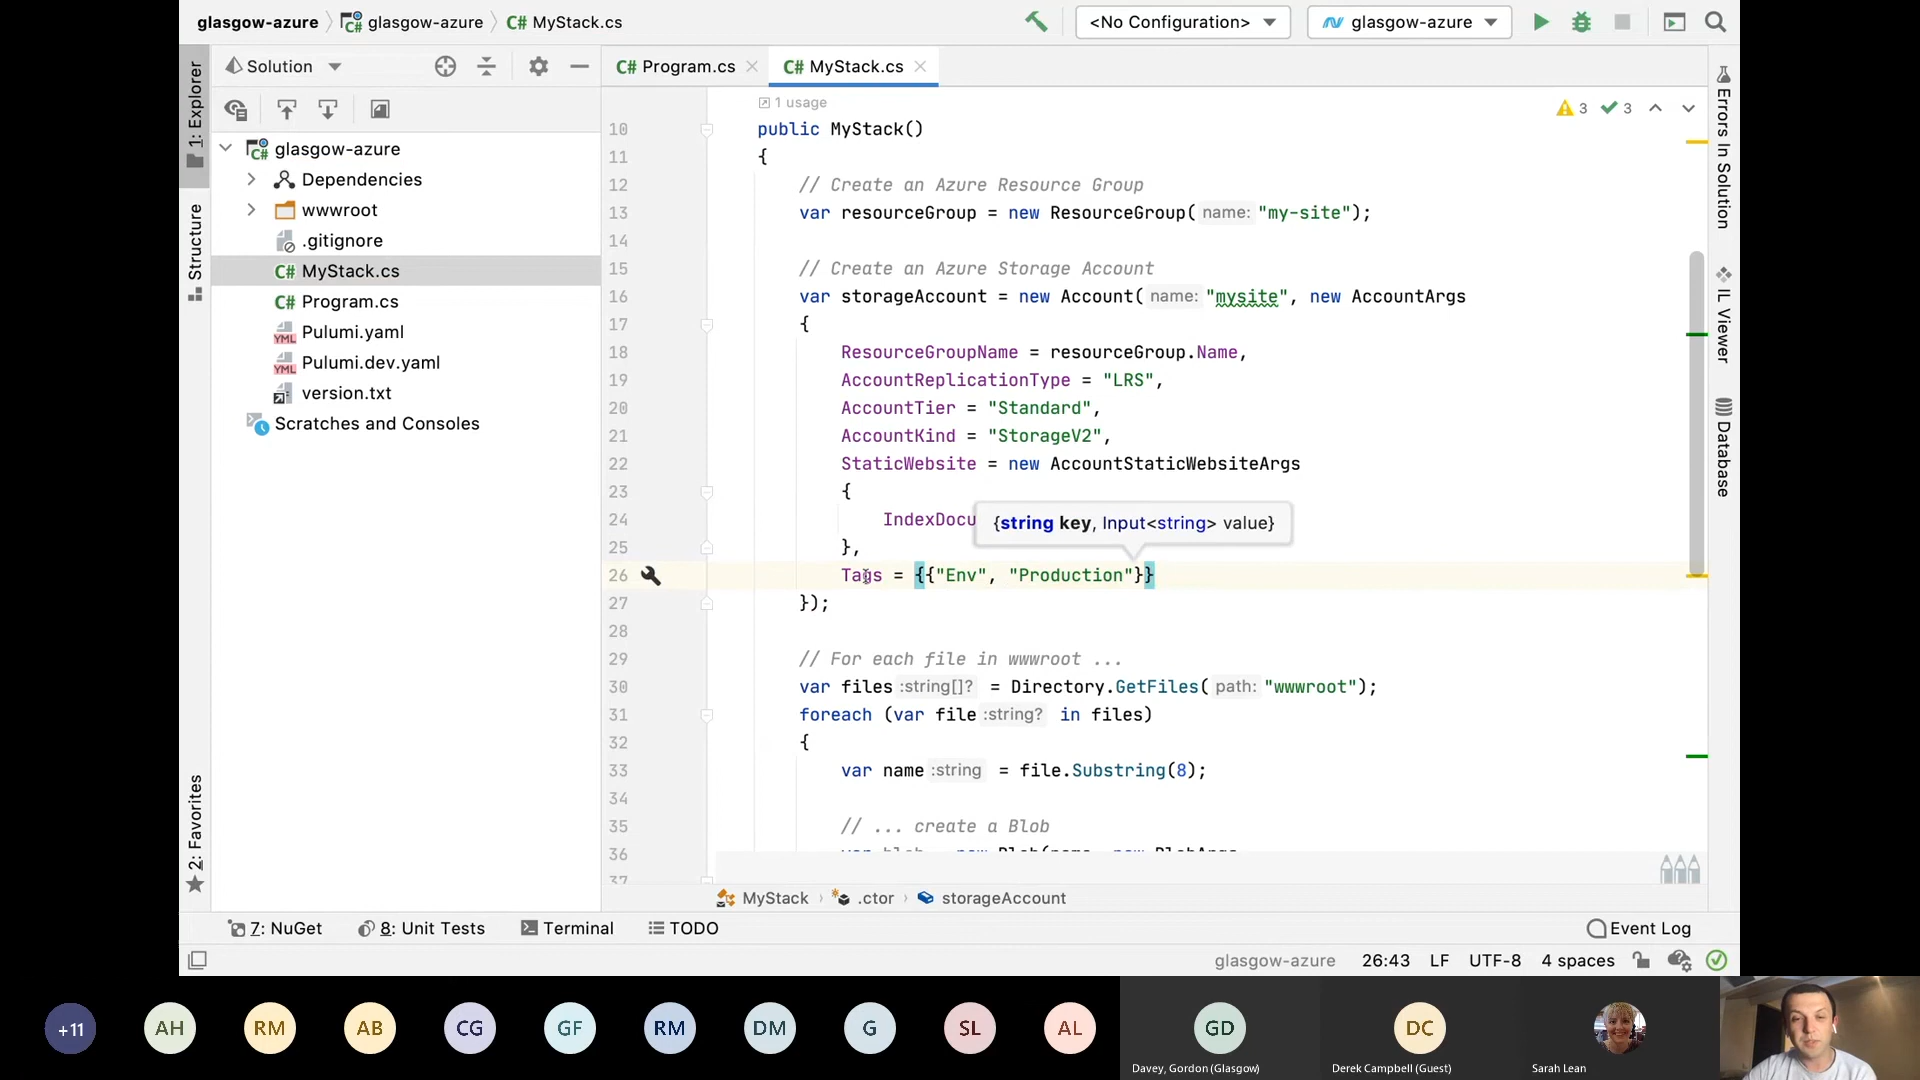 glasgow-azure
glasgow-azure
MyStack.cs
<No Configuration>
glasgow-azure
1: Explorer
Structure
2: Favorites
Solution
glasgow-azure
Dependencies
wwwroot
.gitignore
MyStack.cs
Program.cs
Pulumi.yaml
Pulumi.dev.yaml
version.txt
Scratches and Consoles
C# Program.cs
C# MyStack.cs
3
3
1 usage
10 public MyStack()
11 {
12 // Create an Azure Resource Group
13 var resourceGroup = new ResourceGroup( name: "my-site");
14
15 // Create an Azure Storage Account
16 var storageAccount = new Account( name: "mysite", new AccountArgs
17 {
18 ResourceGroupName = resourceGroup.Name,
19 AccountReplicationType = "LRS",
20 AccountTier = "Standard",
21 AccountKind = "StorageV2",
22 StaticWebsite = new AccountStaticWebsiteArgs
23 {
24 IndexDocu
{string key, Input<string> value}
25 },
26 Tags = {{"Env", "Production"}}
27 });
28
29 // For each file in wwwroot ...
30 var files :string[]? = Directory.GetFiles( path: "wwwroot");
31 foreach (var file :string? in files)
32 {
33 var name :string = file.Substring(8);
34
35 // ... create a Blob
36 var blob = new Blob(name, new BlobArgs
37
MyStack
.ctor
storageAccount
Errors In Solution
IL Viewer
Database
7: NuGet
8: Unit Tests
Terminal
TODO
Event Log
glasgow-azure
26:43
LF
UTF-8
4 spaces
+11
AH
RM
AB
CG
GF
RM
DM
G
SL
AL
GD
DC
Davey, Gordon (Glasgow)
Derek Campbell (Guest)
Sarah Lean